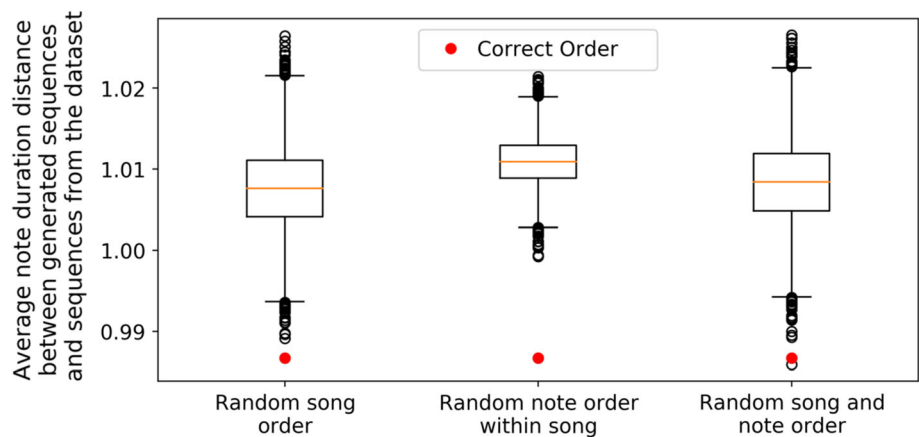 Average note duration distance
between generated sequences
and sequences from the dataset
1.02
1.01
1.00
0.99
Correct Order
Random song
order
Random note order
within song
Random song and
note order